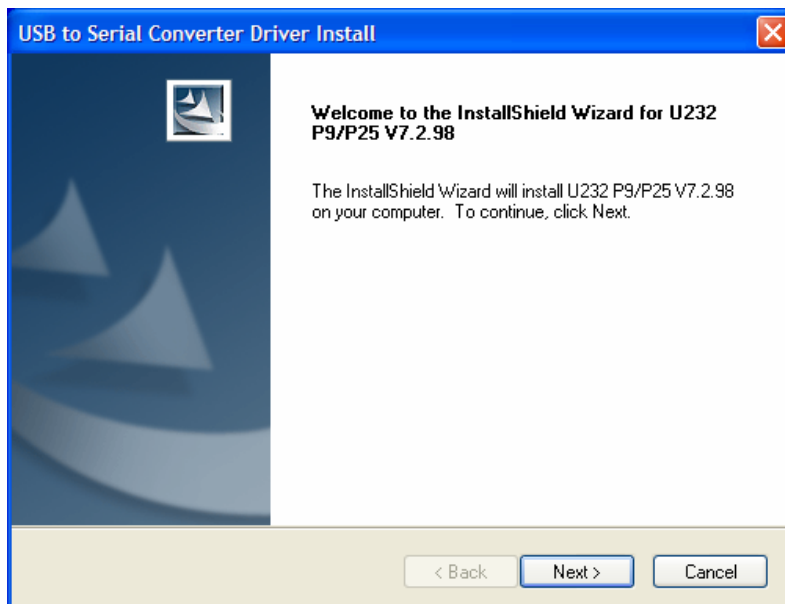 USB to Serial Converter Driver Install
Welcome to the InstallShield Wizard for U232
P9/P25 V7.2.98
The InstallShield Wizard will install U232 P9/P25 V7.2.98
on your computer.  To continue, click Next.
< Back
Next >
Cancel